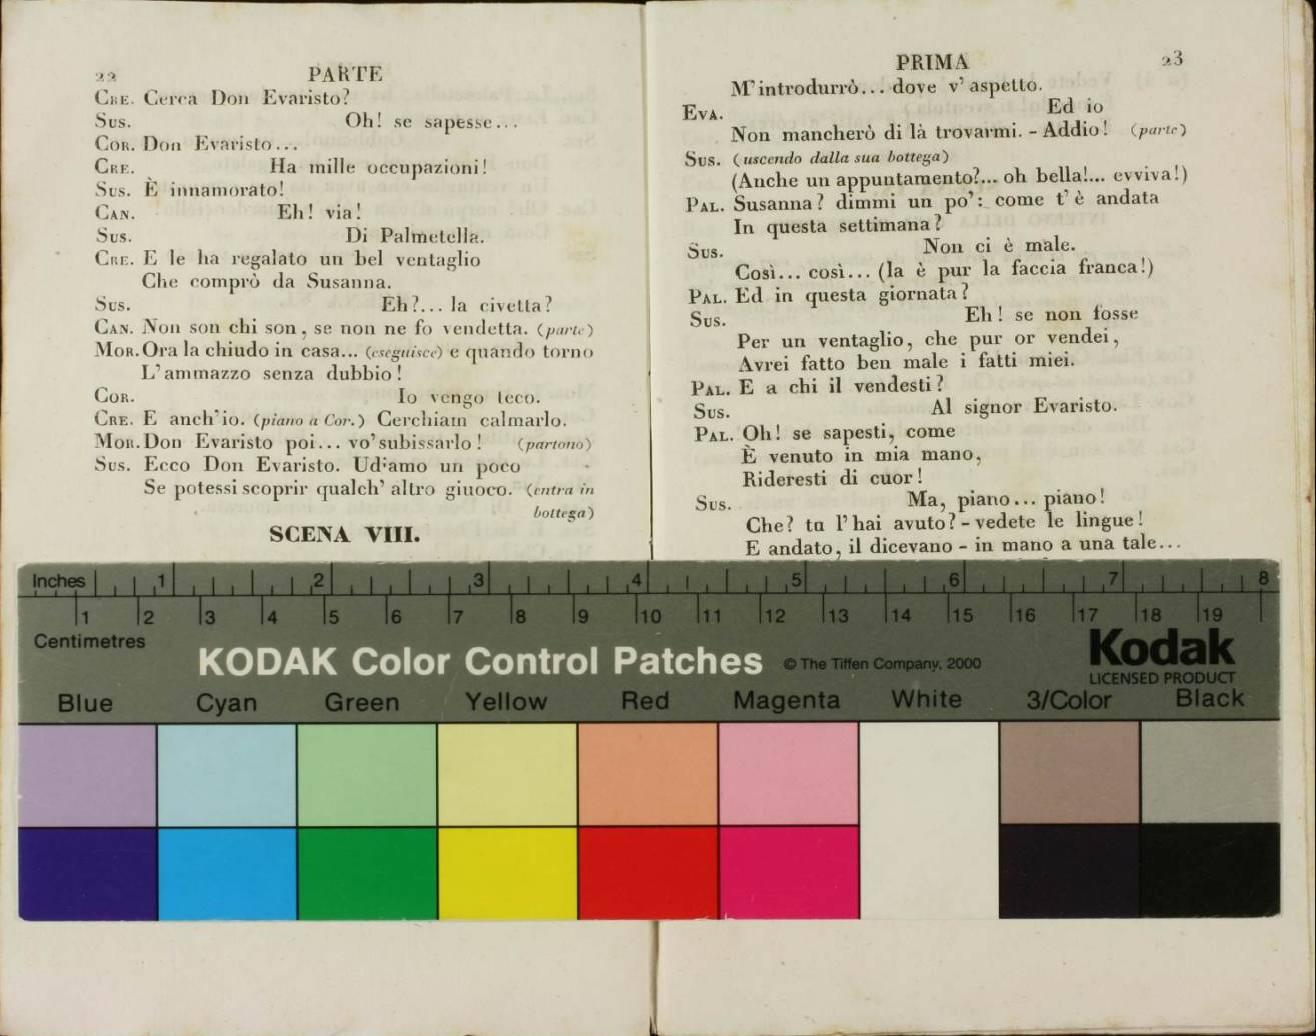 22 PARTE
CRE. Cerca Don Evaristo?
SUS. Oh! se sapesse...
COR. Don Evaristo...
CRE. Ha mille occupazioni!
SUS. È innamorato!
CAN. Eh! via!
SUS. Di Palmetella.
CRE. E le ha regalato un bel ventaglio
Che comprò da Susanna.
SUS. Eh?... la civetta?
CAN. Non son chi son, se non ne fo vendetta. (parte)
MOR. Ora la chiudo in casa... (eseguisce) e quando torno
L'ammazzo senza dubbio!
COR. Io vengo teco.
CRE. E anch'io. (piano a Cor.) Cerchiam calmarlo.
MOR. Don Evaristo poi... vo' subissarlo! (partono)
SUS. Ecco Don Evaristo. Udiamo un poco
Se potessi scoprir qualch' altro giuoco. (entra in
bottega)
SCENA VIII.
PRIMA 23
M'introdurrò... dove v' aspetto.
EVA. Ed io
Non mancherò di là trovarmi. - Addio! (parte)
SUS. (uscendo dalla sua bottega)
(Anche un appuntamento?... oh bella!... evviva!)
PAL. Susanna? dimmi un po': come t' è andata
In questa settimana?
SUS. Non ci è male.
Così... così... (la è pur la faccia franca!)
PAL. Ed in questa giornata?
SUS. Eh! se non fosse
Per un ventaglio, che pur or vendei,
Avrei fatto ben male i fatti miei.
PAL. E a chi il vendesti?
SUS. Al signor Evaristo.
PAL. Oh! se sapesti, come
È venuto in mia mano,
Rideresti di cuor!
SUS. Ma, piano... piano!
Che? tu l'hai avuto? - vedete le lingue!
E andato, il dicevano - in mano a una tale...
Inches 1 2 3 4 5 6 7 8
1 2 3 4 5 6 7 8 9 10 11 12 13 14 15 16 17 18 19
Centimetres
KODAK Color Control Patches © The Tiffen Company, 2000 Kodak
LICENSED PRODUCT
Blue Cyan Green Yellow Red Magenta White 3/Color Black